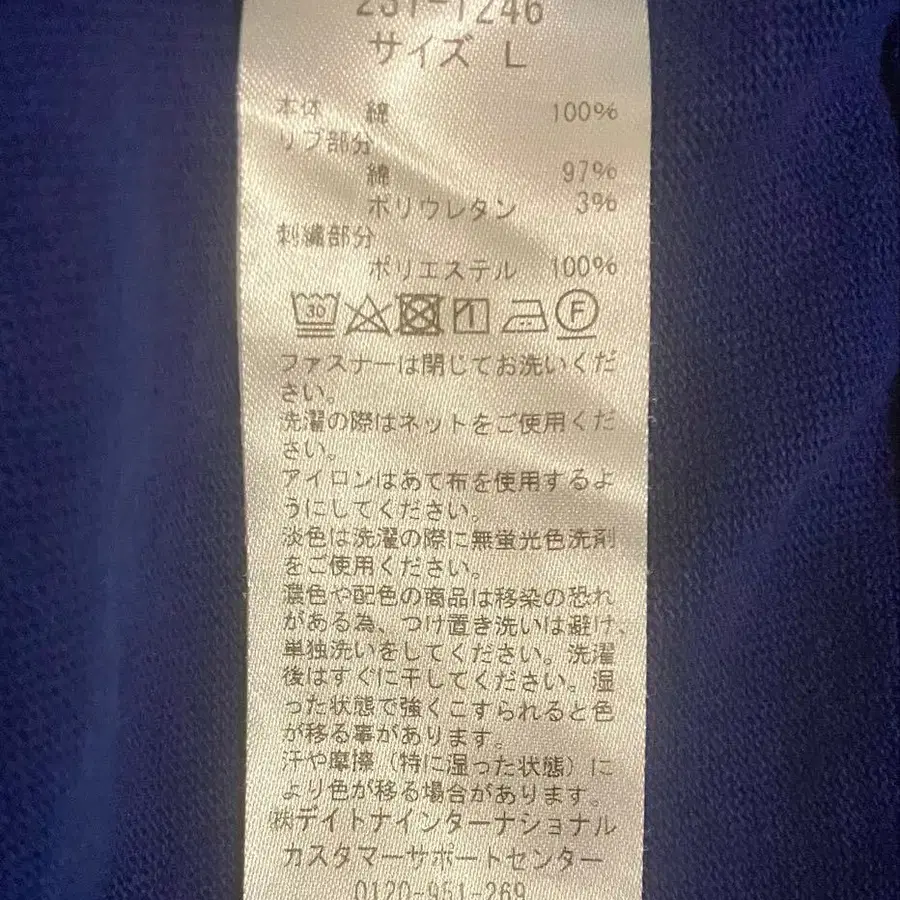 231-1246
サイズ L
本体 綿 100%
リブ部分
綿 97%
ポリウレタン 3%
刺繍部分
ポリエステル 100%
30 F
ファスナーは閉じてお洗いくだ
さい。
洗濯の際はネットをご使用くだ
さい。
アイロンはあて布を使用するよ
うにしてください。
淡色は洗濯の際に無蛍光色洗剤
をご使用ください。
濃色や配色の商品は移染の恐れ
がある為、つけ置き洗いは避け、
単独洗いをしてください。洗濯
後はすぐに干してください。湿
った状態で強くこすられると色
が移る事があります。
汗や摩擦（特に湿った状態）に
より色が移る場合があります。
㈱デイトナインターナショナル
カスタマーサポートセンター
0120-951-269